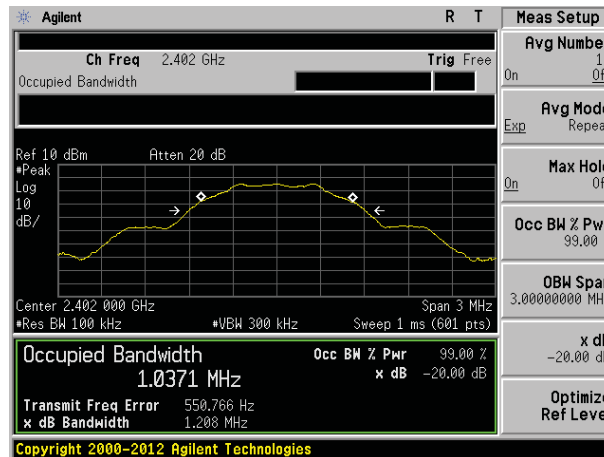 Agilent R T
Meas Setup
Ch Freq 2.402 GHz Trig Free
Occupied Bandwidth
Ref 10 dBm Atten 20 dB
#Peak
Log
10
dB/
Center 2.402 000 GHz Span 3 MHz
#Res BW 100 kHz #VBW 300 kHz Sweep 1 ms (601 pts)
Occupied Bandwidth
1.0371 MHz
Occ BW % Pwr 99.00 %
x dB -20.00 dB
Transmit Freq Error 550.766 Hz
x dB Bandwidth 1.208 MHz
Copyright 2000-2012 Agilent Technologies
Avg Numbe
1
On Of
Avg Mod
Exp Repea
Max Hol
On Of
Occ BW % Pw
99.00
OBW Spa
3.00000000 MH
x d
-20.00 d
Optimiz
Ref Leve